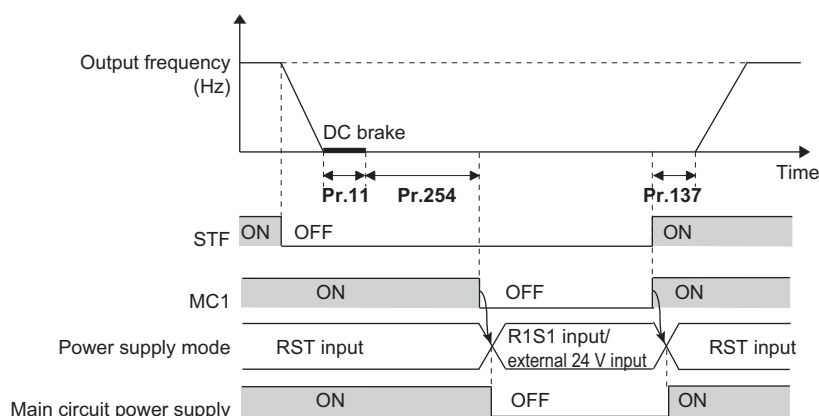 Output frequency
(Hz)
DC brake
Time
Pr.11 Pr.254 Pr.137
STF ON OFF ON
MC1 ON OFF ON
Power supply mode RST input R1S1 input/
external 24 V input RST input
Main circuit power supply ON OFF ON